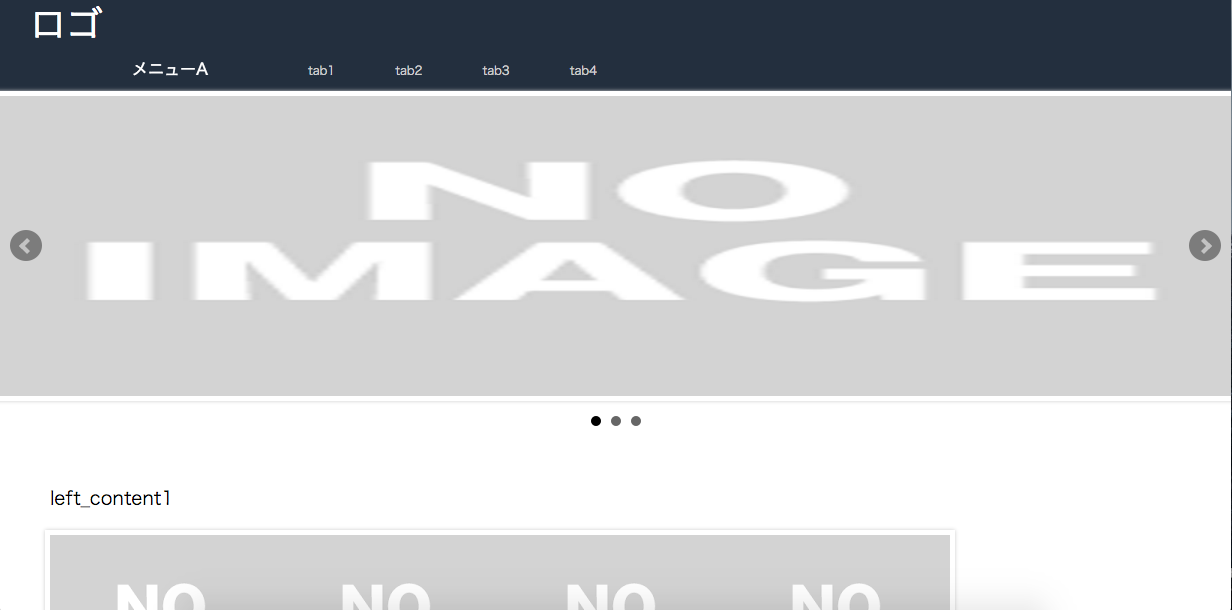 ロゴ
メニューA
tab1
tab2
tab3
tab4
NO
IMAGE
left_content1
NO NO NO NO